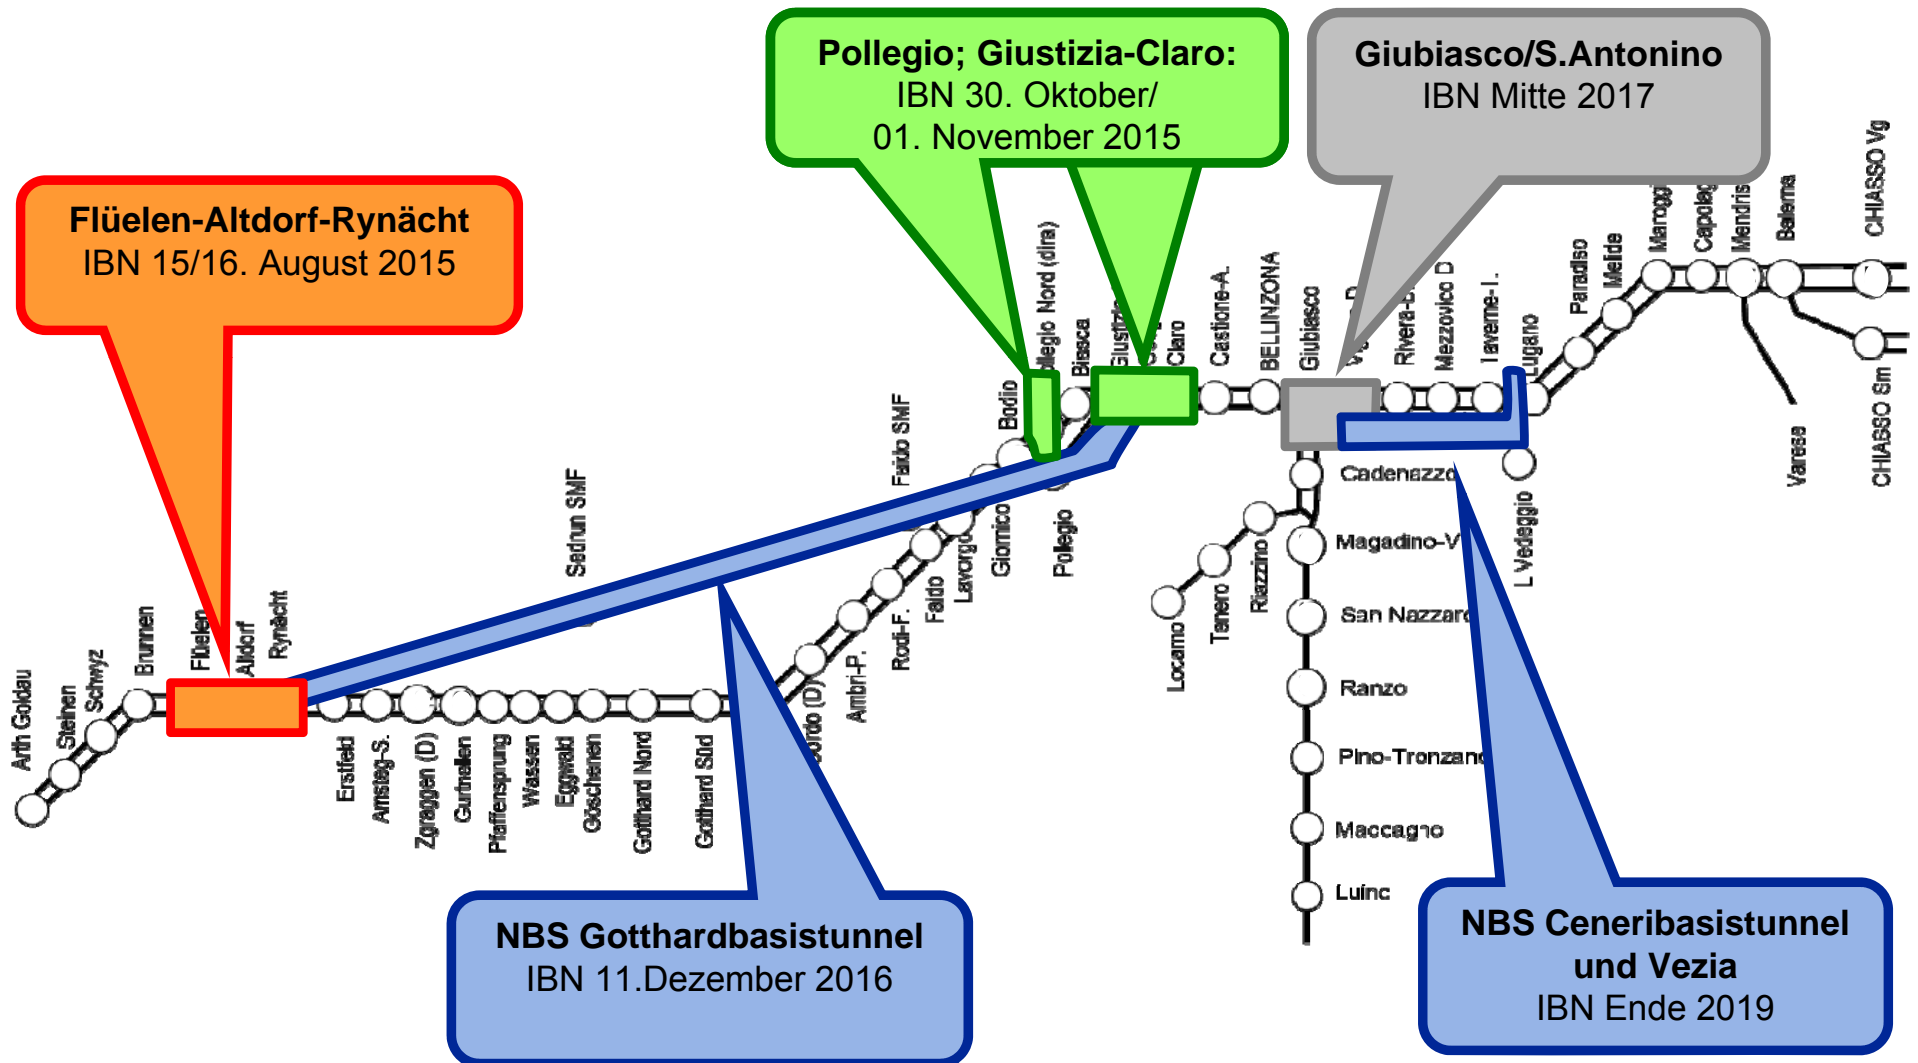 Pollegio; Giustizia-Claro:
IBN 30. Oktober/
01. November 2015
Giubiasco/S.Antonino
IBN Mitte 2017
Flüelen-Altdorf-Rynächt
IBN 15/16. August 2015
NBS Gotthardbasistunnel
IBN 11.Dezember 2016
NBS Ceneribasistunnel
und Vezia
IBN Ende 2019
Arth Goldau
Steinen
Schwyz
Brunnen
Flüelen
Altdorf
Rynächt
Erstfeld
Amsteg-S.
Zgraggen (D)
Gurtnellen
Pfaffensprung
Wassen
Eggwald
Göschenen
Gotthard Nord
Gotthard Süd
Sedrun SMF
Ambri-P.
Rodi-F.
Faido
Faido SMF
Lavorgo
Giornico
Bodio
Pollegio
Biasca
Claro
Castione-A.
BELLINZONA
Giubiasco
Mezzovico D
Taverne-T.
Lugano
Paradiso
Melide
Balerna
CHIASSO Vg
CHIASSO Sm
Varese
L Vedeggio
Cadenazzo
Magadino-V
Riazzino
Tenero
Locarno
San Nazzaro
Ranzo
Pino-Tronzano
Maccagno